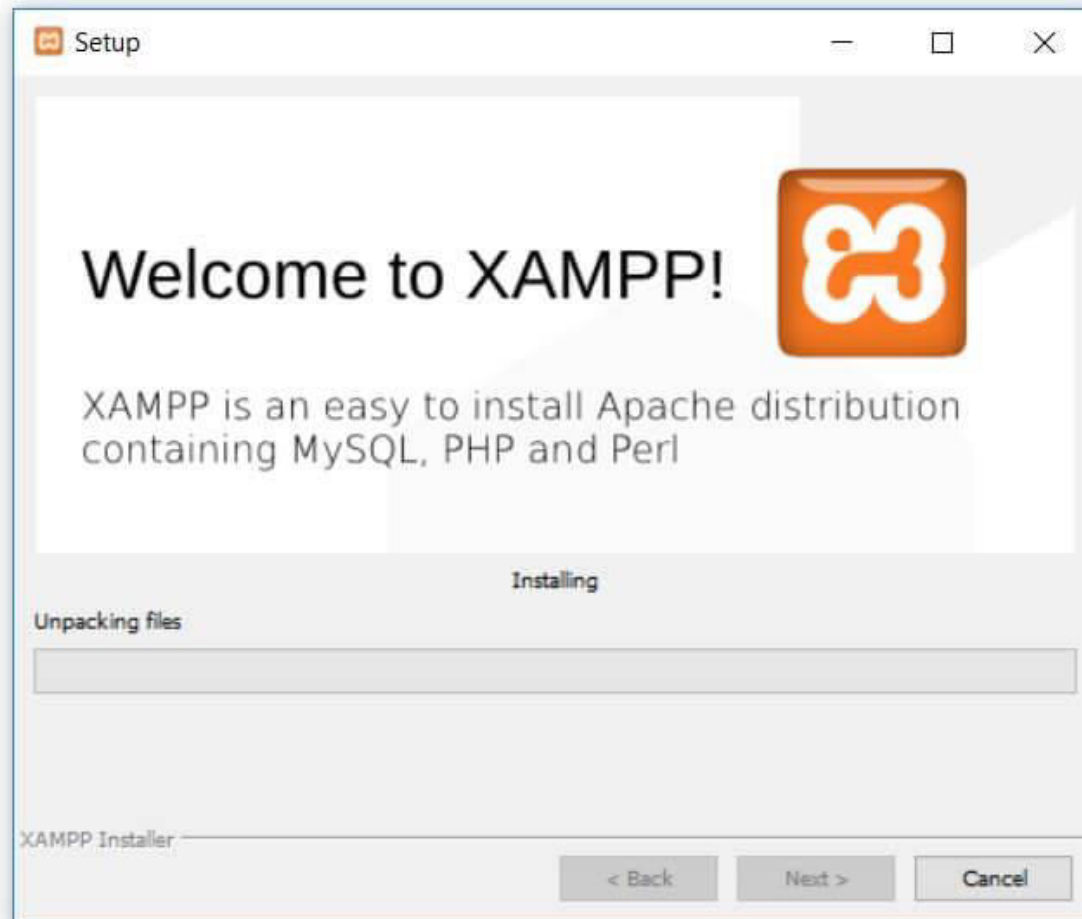 Setup
Welcome to XAMPP!
XAMPP is an easy to install Apache distribution
containing MySQL, PHP and Perl
Installing
Unpacking files
XAMPP Installer
< Back
Next >
Cancel